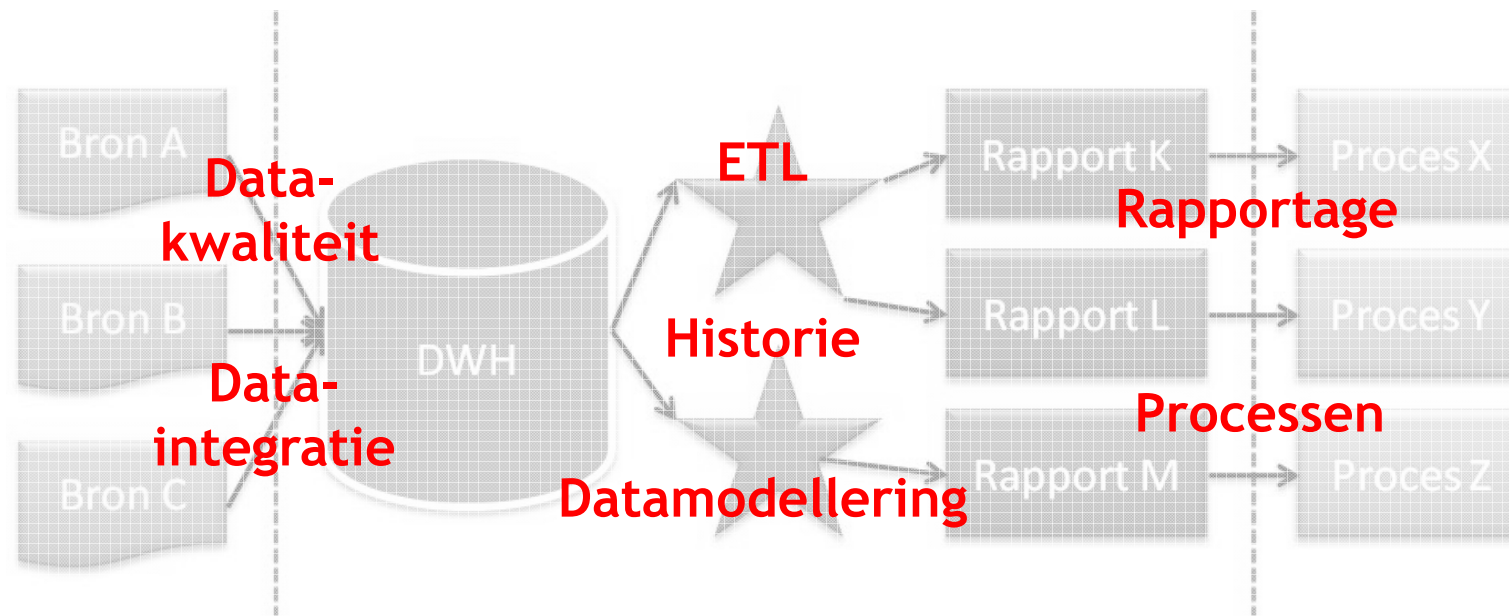 Bron A
Bron B
Bron C
Data-
kwaliteit
Data-
integratie
DWH
ETL
Historie
Datamodellering
Rapport K
Rapport L
Rapport M
Rapportage
Processen
Proces X
Proces Y
Proces Z